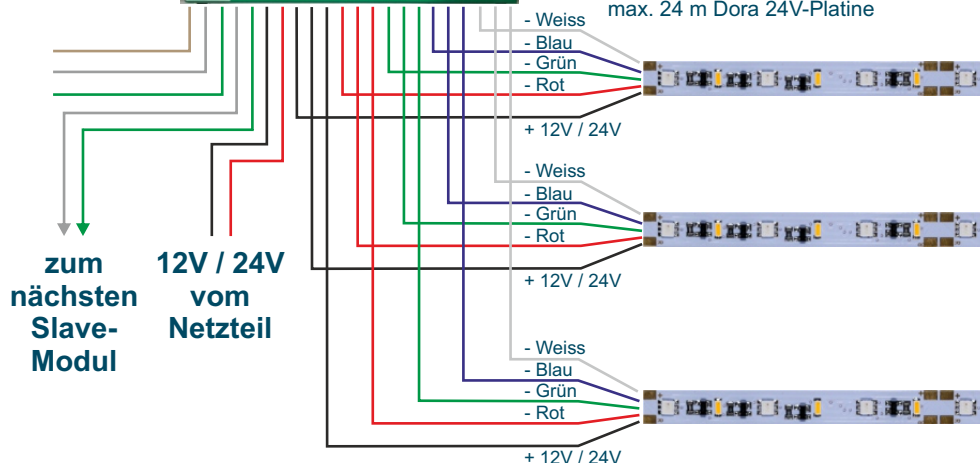 max. 24 m Dora 24V-Platine
- Weiss
- Blau
- Grün
- Rot
+ 12V / 24V
- Weiss
- Blau
- Grün
- Rot
+ 12V / 24V
zum
nächsten
Slave-
Modul
12V / 24V
vom
Netzteil
- Weiss
- Blau
- Grün
- Rot
+ 12V / 24V